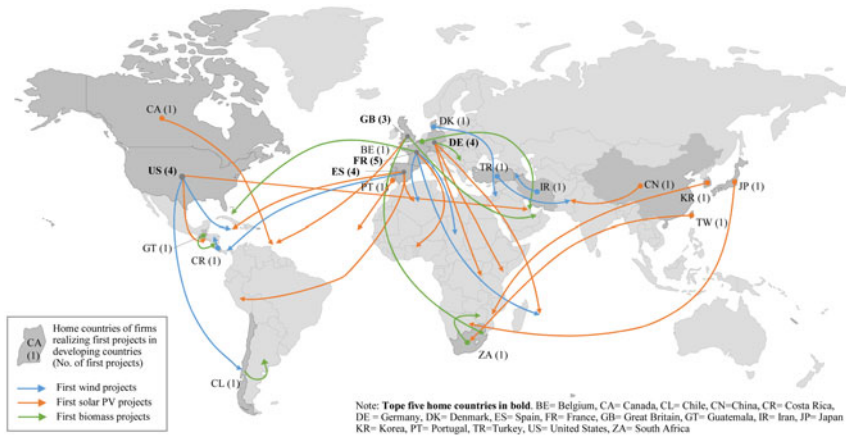 CA (1)
GB (3)
DK (1)
BE (1)
DE (4)
FR (5)
US (4)
ES (4)
TR (1)
PT (1)
IR (1)
CN (1)
KR (1)
JP (1)
TW (1)
GT (1)
CR (1)
ZA (1)
CL (1)
CA
(1)
Home countries of firms
realizing first projects in
developing countries
(No. of first projects)
First wind projects
First solar PV projects
First biomass projects
Note: Tope five home countries in bold. BE= Belgium, CA= Canada, CL= Chile, CN=China, CR= Costa Rica,
DE = Germany, DK= Denmark, ES= Spain, FR= France, GB= Great Britain, GT= Guatemala, IR= Iran, JP= Japan
KR= Korea, PT= Portugal, TR=Turkey, US= United States, ZA= South Africa